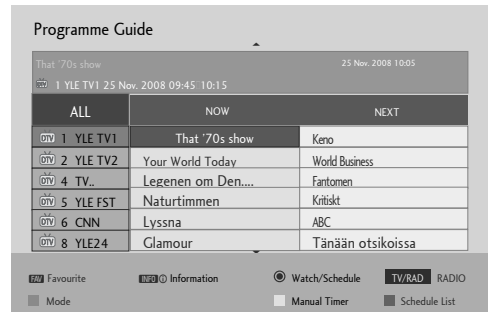 Programme Guide
That '70s show 25 Nov. 2008 10:05
DTV 1 YLE TV1 25 Nov. 2008 09:45 10:15
ALL NOW NEXT
DTV 1 YLE TV1 That '70s show Keno
DTV 2 YLE TV2 Your World Today World Business
DTV 4 TV.. Legenen om Den.... Fantomen
DTV 5 YLE FST Naturtimmen Kritiskt
DTV 6 CNN Lyssna ABC
DTV 8 YLE24 Glamour Tänään otsikoissa
FAV Favourite INFO i Information Watch/Schedule TV/RAD RADIO
Mode Manual Timer Schedule List